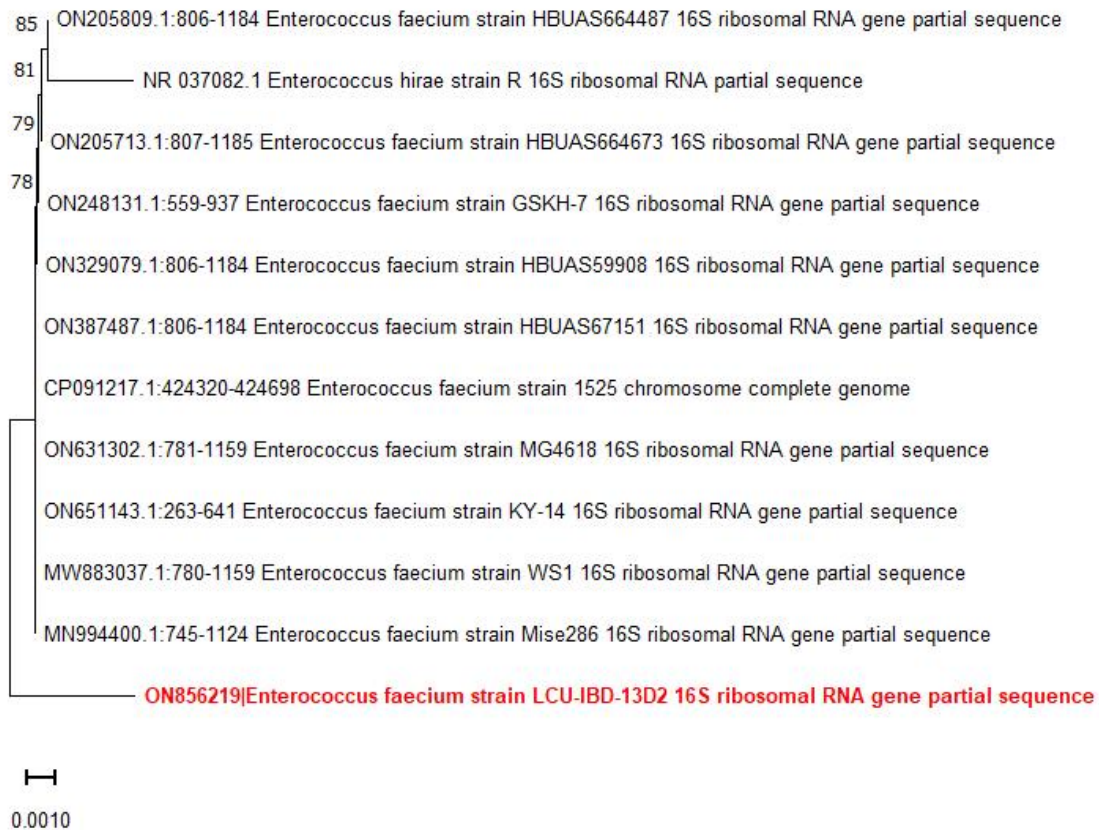 85 ON205809.1:806-1184 Enterococcus faecium strain HBUAS664487 16S ribosomal RNA gene partial sequence
81 NR 037082.1 Enterococcus hirae strain R 16S ribosomal RNA partial sequence
79 ON205713.1:807-1185 Enterococcus faecium strain HBUAS664673 16S ribosomal RNA gene partial sequence
78 ON248131.1:559-937 Enterococcus faecium strain GSKH-7 16S ribosomal RNA gene partial sequence
ON329079.1:806-1184 Enterococcus faecium strain HBUAS59908 16S ribosomal RNA gene partial sequence
ON387487.1:806-1184 Enterococcus faecium strain HBUAS67151 16S ribosomal RNA gene partial sequence
CP091217.1:424320-424698 Enterococcus faecium strain 1525 chromosome complete genome
ON631302.1:781-1159 Enterococcus faecium strain MG4618 16S ribosomal RNA gene partial sequence
ON651143.1:263-641 Enterococcus faecium strain KY-14 16S ribosomal RNA gene partial sequence
MW883037.1:780-1159 Enterococcus faecium strain WS1 16S ribosomal RNA gene partial sequence
MN994400.1:745-1124 Enterococcus faecium strain Mise286 16S ribosomal RNA gene partial sequence
ON856219|Enterococcus faecium strain LCU-IBD-13D2 16S ribosomal RNA gene partial sequence
0.0010